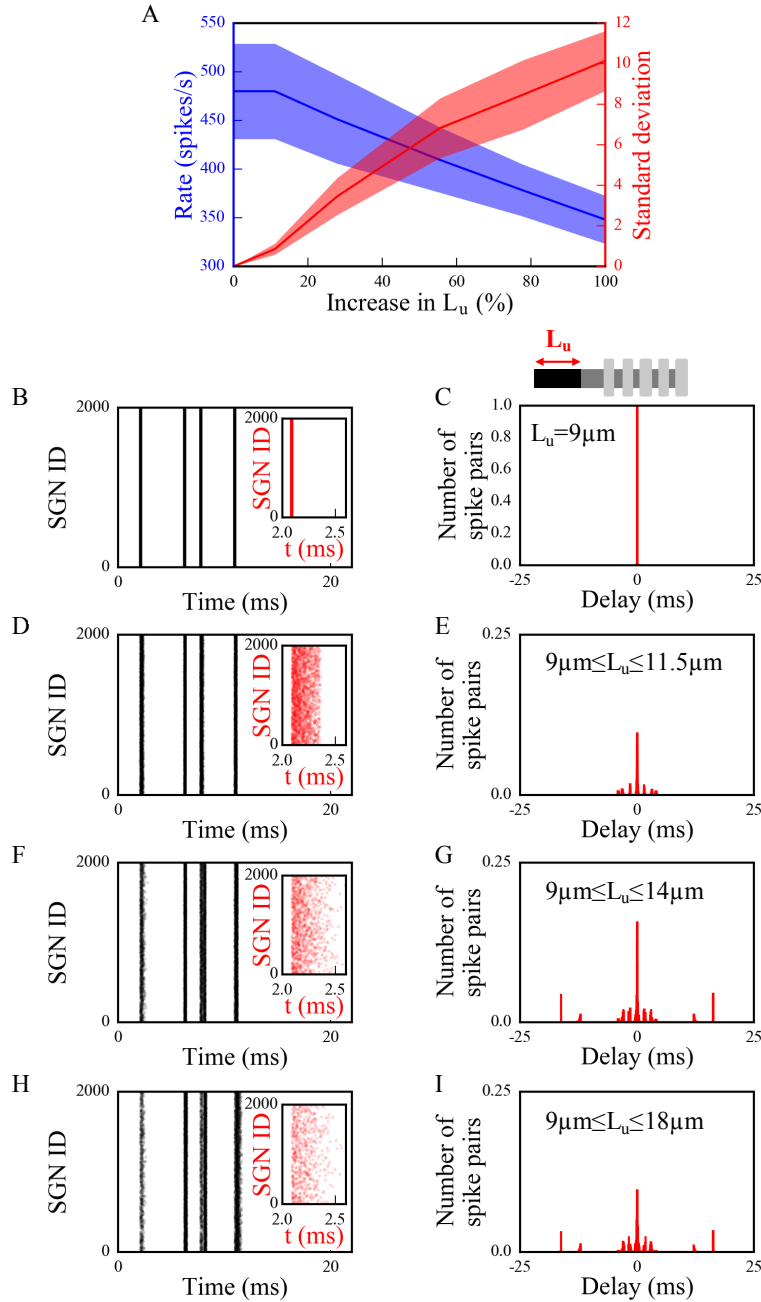 A
550
500
450
400
350
300
Rate (spikes/s)
12
10
8
6
4
2
0
Standard deviation
0 20 40 60 80 100
Increase in Lu (%)
Lu
B
2000
0
SGN ID
0 20
Time (ms)
2000
0
SGN ID
2.0 2.5
t (ms)
C
Lu=9µm
1.0
0.8
0.6
0.4
0.2
0.0
Number of
spike pairs
-25 0 25
Delay (ms)
D
2000
0
SGN ID
0 20
Time (ms)
2000
0
SGN ID
2.0 2.5
t (ms)
E
9µm≤Lu≤11.5µm
0.25
0.0
Number of
spike pairs
-25 0 25
Delay (ms)
F
2000
0
SGN ID
0 20
Time (ms)
2000
0
SGN ID
2.0 2.5
t (ms)
G
9µm≤Lu≤14µm
0.25
0.0
Number of
spike pairs
-25 0 25
Delay (ms)
H
2000
0
SGN ID
0 20
Time (ms)
2000
0
SGN ID
2.0 2.5
t (ms)
I
9µm≤Lu≤18µm
0.25
0.0
Number of
spike pairs
-25 0 25
Delay (ms)